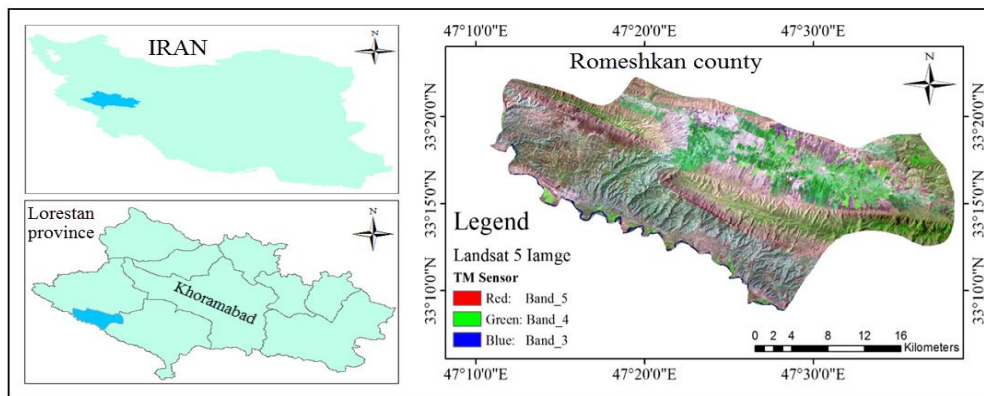 IRAN
N
Lorestan
province
N
Khoramabad
47°10'0"E 47°20'0"E 47°30'0"E
Romeshkan county
N
33°20'0"N
33°15'0"N
33°10'0"N
33°20'0"N
33°15'0"N
33°10'0"N
Legend
Landsat 5 Iamge
TM Sensor
Red: Band_5
Green: Band_4
Blue: Band_3
0 2 4 8 12 16
Kilometers
47°10'0"E 47°20'0"E 47°30'0"E